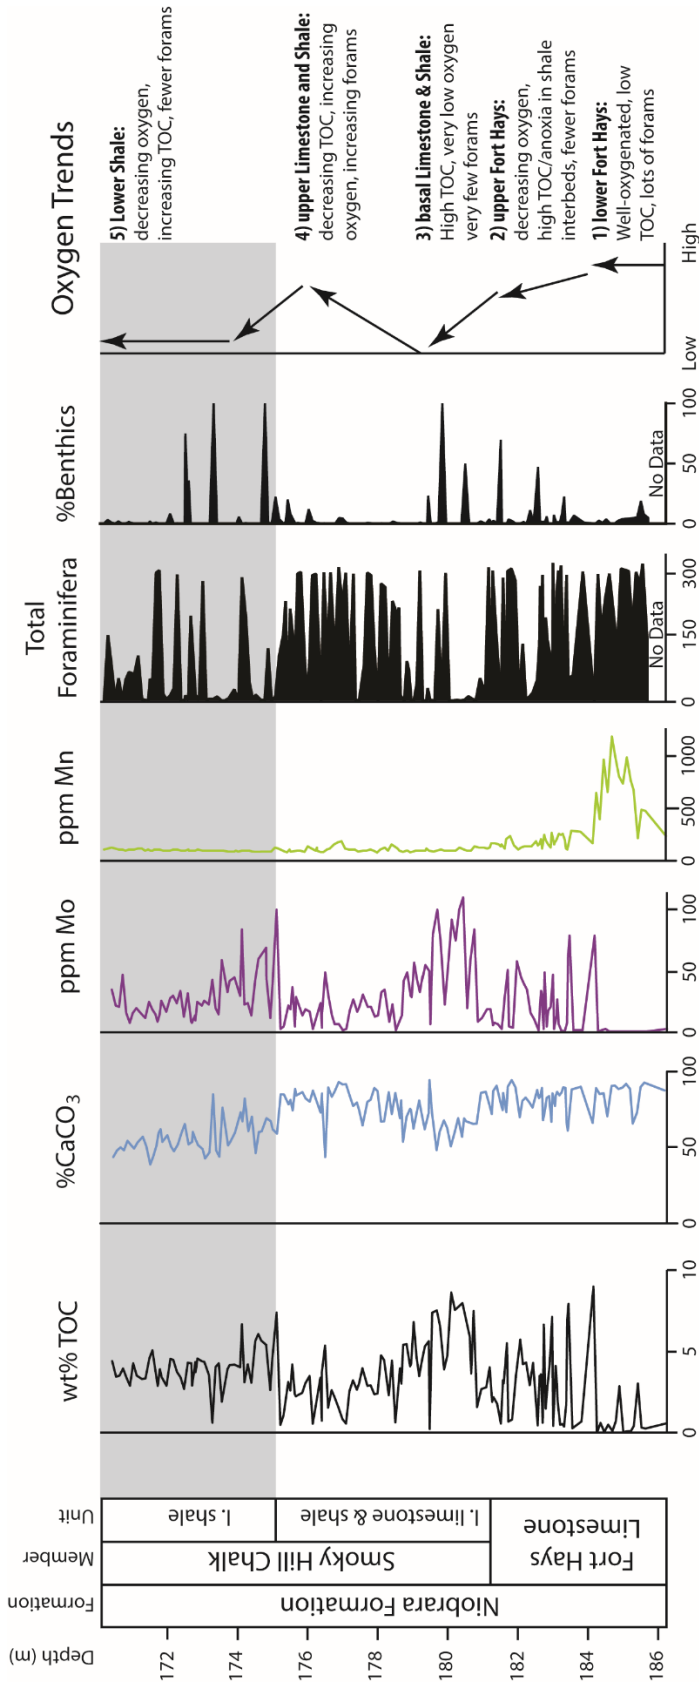 Oxygen Trends
5) Lower Shale:
decreasing oxygen,
increasing TOC, fewer forams
4) upper Limestone and Shale:
decreasing TOC, increasing
oxygen, increasing forams
3) basal Limestone & Shale:
High TOC, very low oxygen
very few forams
2) upper Fort Hays:
decreasing oxygen,
high TOC/anoxia in shale
interbeds, fewer forams
1) lower Fort Hays:
Well-oxygenated, low
TOC, lots of forams
Low
High
%Benthics
No Data
0
50
100
Total
Foraminifera
No Data
0
150
300
ppm Mn
0
500
1000
ppm Mo
0
50
100
%CaCO3
0
50
100
wt% TOC
0
5
10
Unit
l. shale
l. limestone & shale
Member
Smoky Hill Chalk
Fort Hays
Limestone
Formation
Niobrara Formation
Depth (m)
172
174
176
178
180
182
184
186